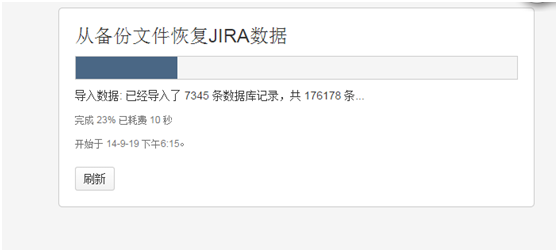 从备份文件恢复JIRA数据
导入数据: 已经导入了 7345 条数据库记录，共 176178 条...
完成 23% 已耗费 10 秒
开始于 14-9-19 下午6:15。
刷新